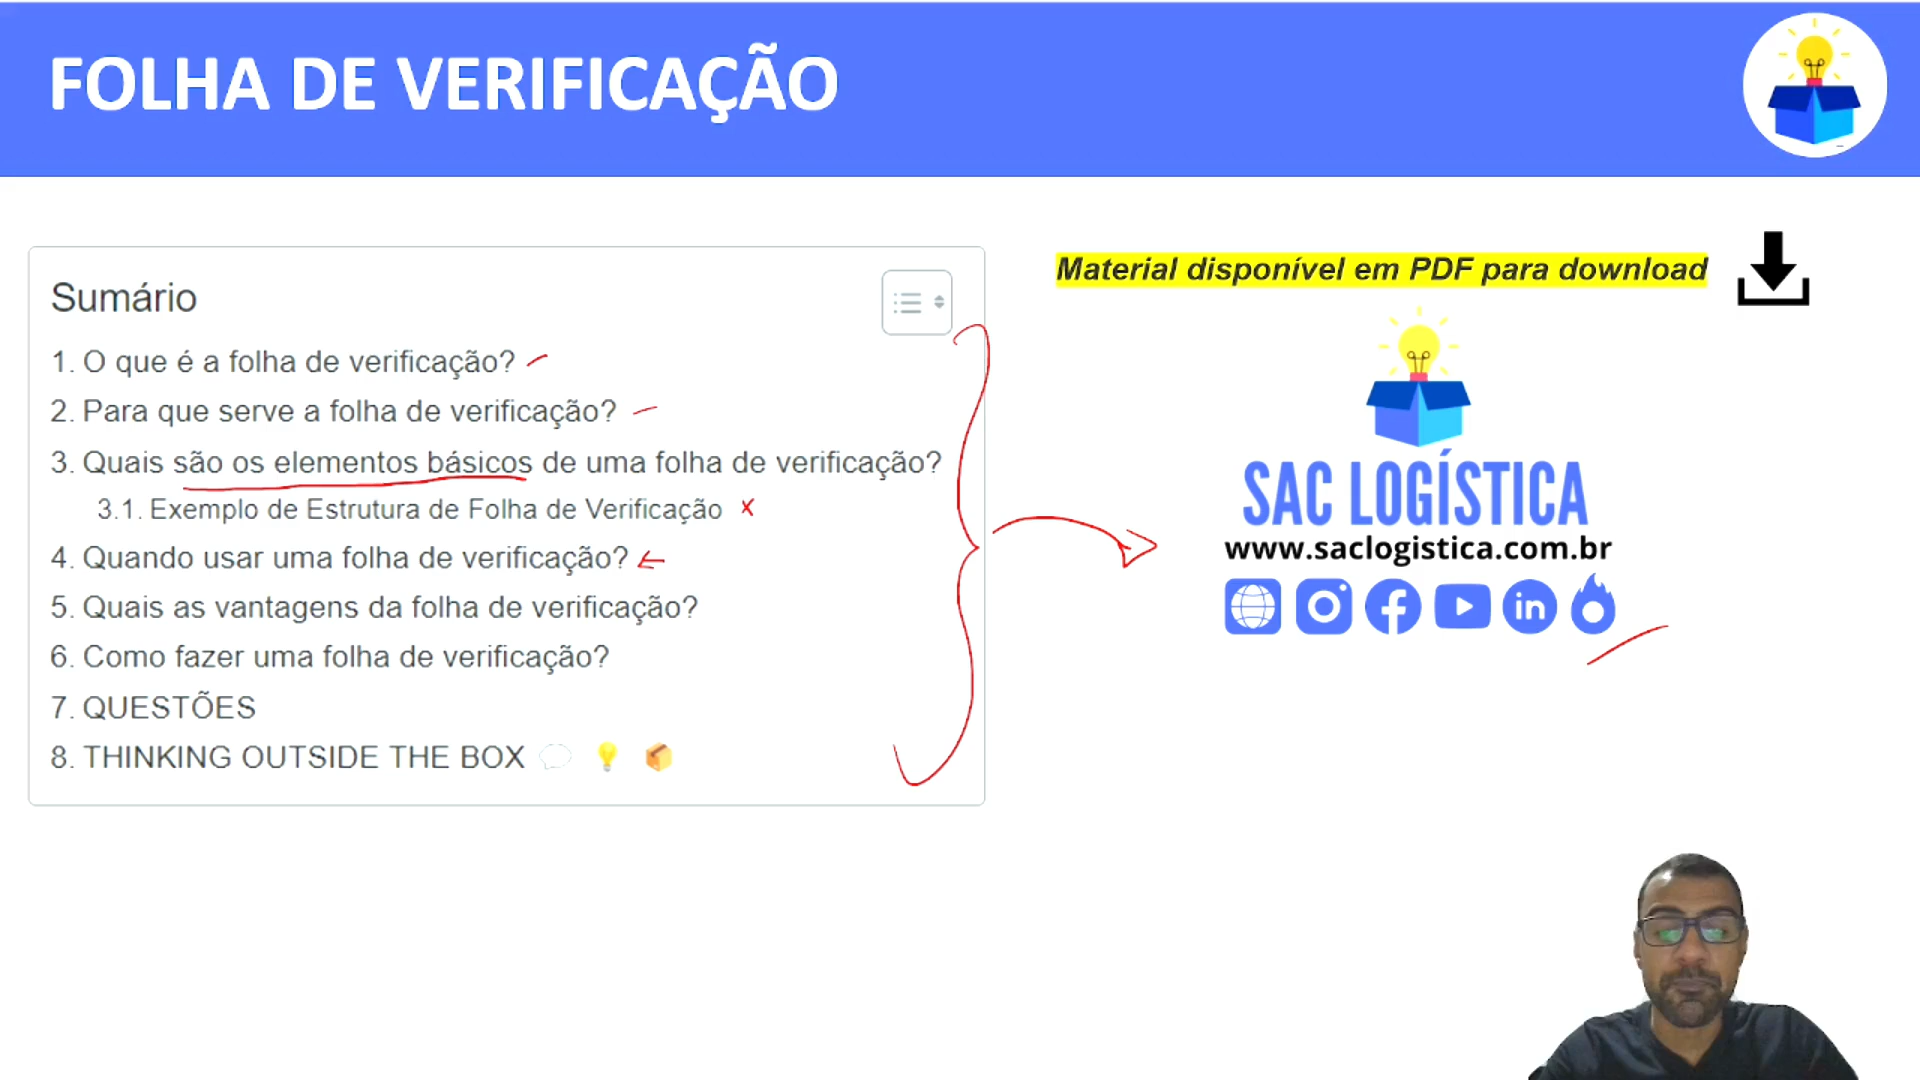 FOLHA DE VERIFICAÇÃO
Sumário
1. O que é a folha de verificação?
2. Para que serve a folha de verificação?
3. Quais são os elementos básicos de uma folha de verificação?
3.1. Exemplo de Estrutura de Folha de Verificação
4. Quando usar uma folha de verificação?
5. Quais as vantagens da folha de verificação?
6. Como fazer uma folha de verificação?
7. QUESTÕES
8. THINKING OUTSIDE THE BOX
Material disponível em PDF para download
SAC LOGÍSTICA
www.saclogistica.com.br
in